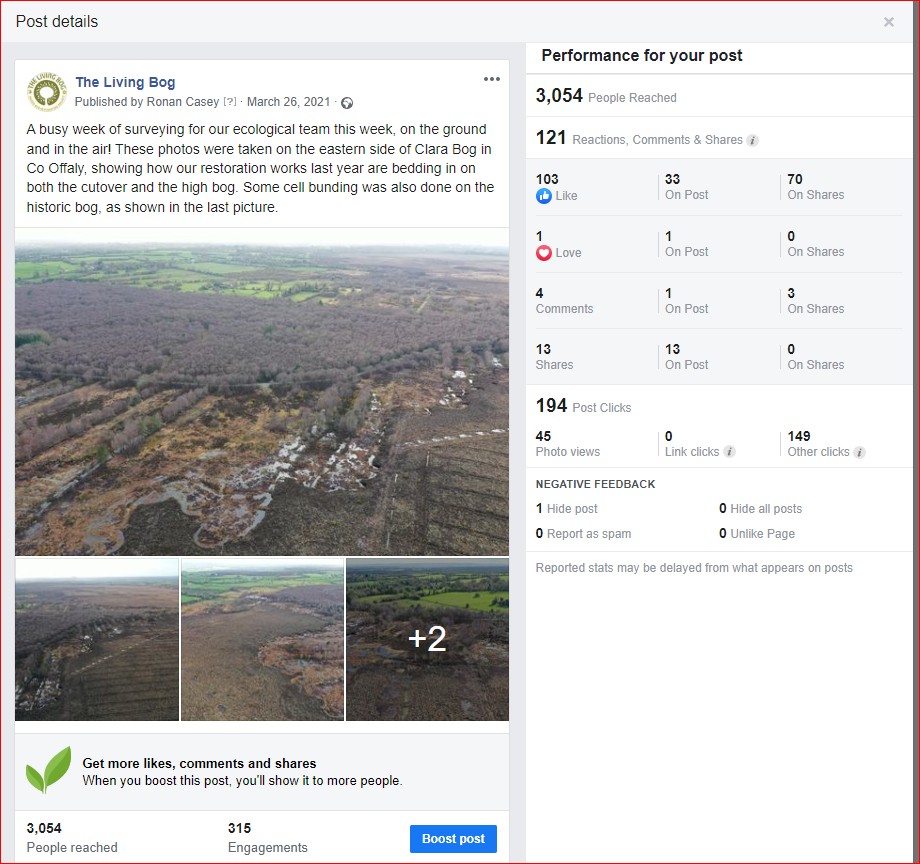 Post details
The Living Bog
Published by Ronan Casey [?] · March 26, 2021 ·
A busy week of surveying for our ecological team this week, on the ground
and in the air! These photos were taken on the eastern side of Clara Bog in
Co Offaly, showing how our restoration works last year are bedding in on
both the cutover and the high bog. Some cell bunding was also done on the
historic bog, as shown in the last picture.
+2
Get more likes, comments and shares
When you boost this post, you'll show it to more people.
3,054
People reached
315
Engagements
Boost post
Performance for your post
3,054 People Reached
121 Reactions, Comments & Shares
103
Like
33
On Post
70
On Shares
1
Love
1
On Post
0
On Shares
4
Comments
1
On Post
3
On Shares
13
Shares
13
On Post
0
On Shares
194 Post Clicks
45
Photo views
0
Link clicks
149
Other clicks
NEGATIVE FEEDBACK
1 Hide post
0 Hide all posts
0 Report as spam
0 Unlike Page
Reported stats may be delayed from what appears on posts